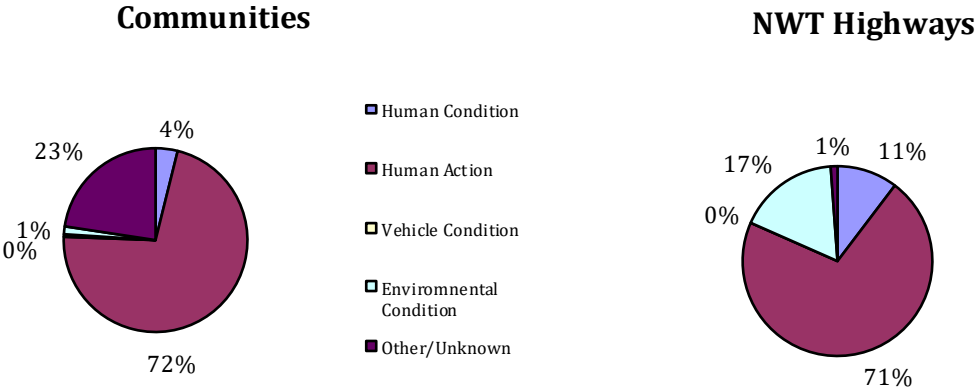 Communities
4%
23%
1%
0%
72%
Human Condition
Human Action
Vehicle Condition
Enviromnental
Condition
Other/Unknown
NWT Highways
1%
11%
17%
0%
71%